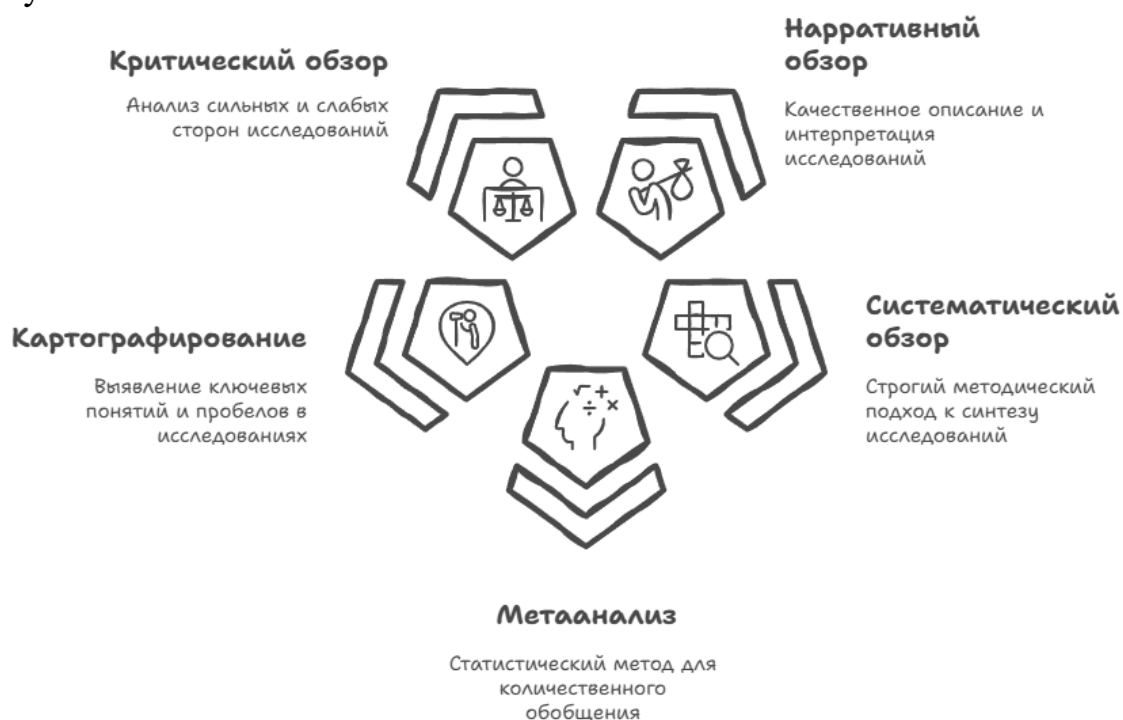 у
Критический обзор
Анализ сильных и слабых
сторон исследований
Нарративный
обзор
Качественное описание и
интерпретация
исследований
Картографирование
Выявление ключевых
понятий и пробелов в
исследованиях
Систематический
обзор
Строгий методический
подход к синтезу
исследований
Метаанализ
Статистический метод для
количественного
обобщения